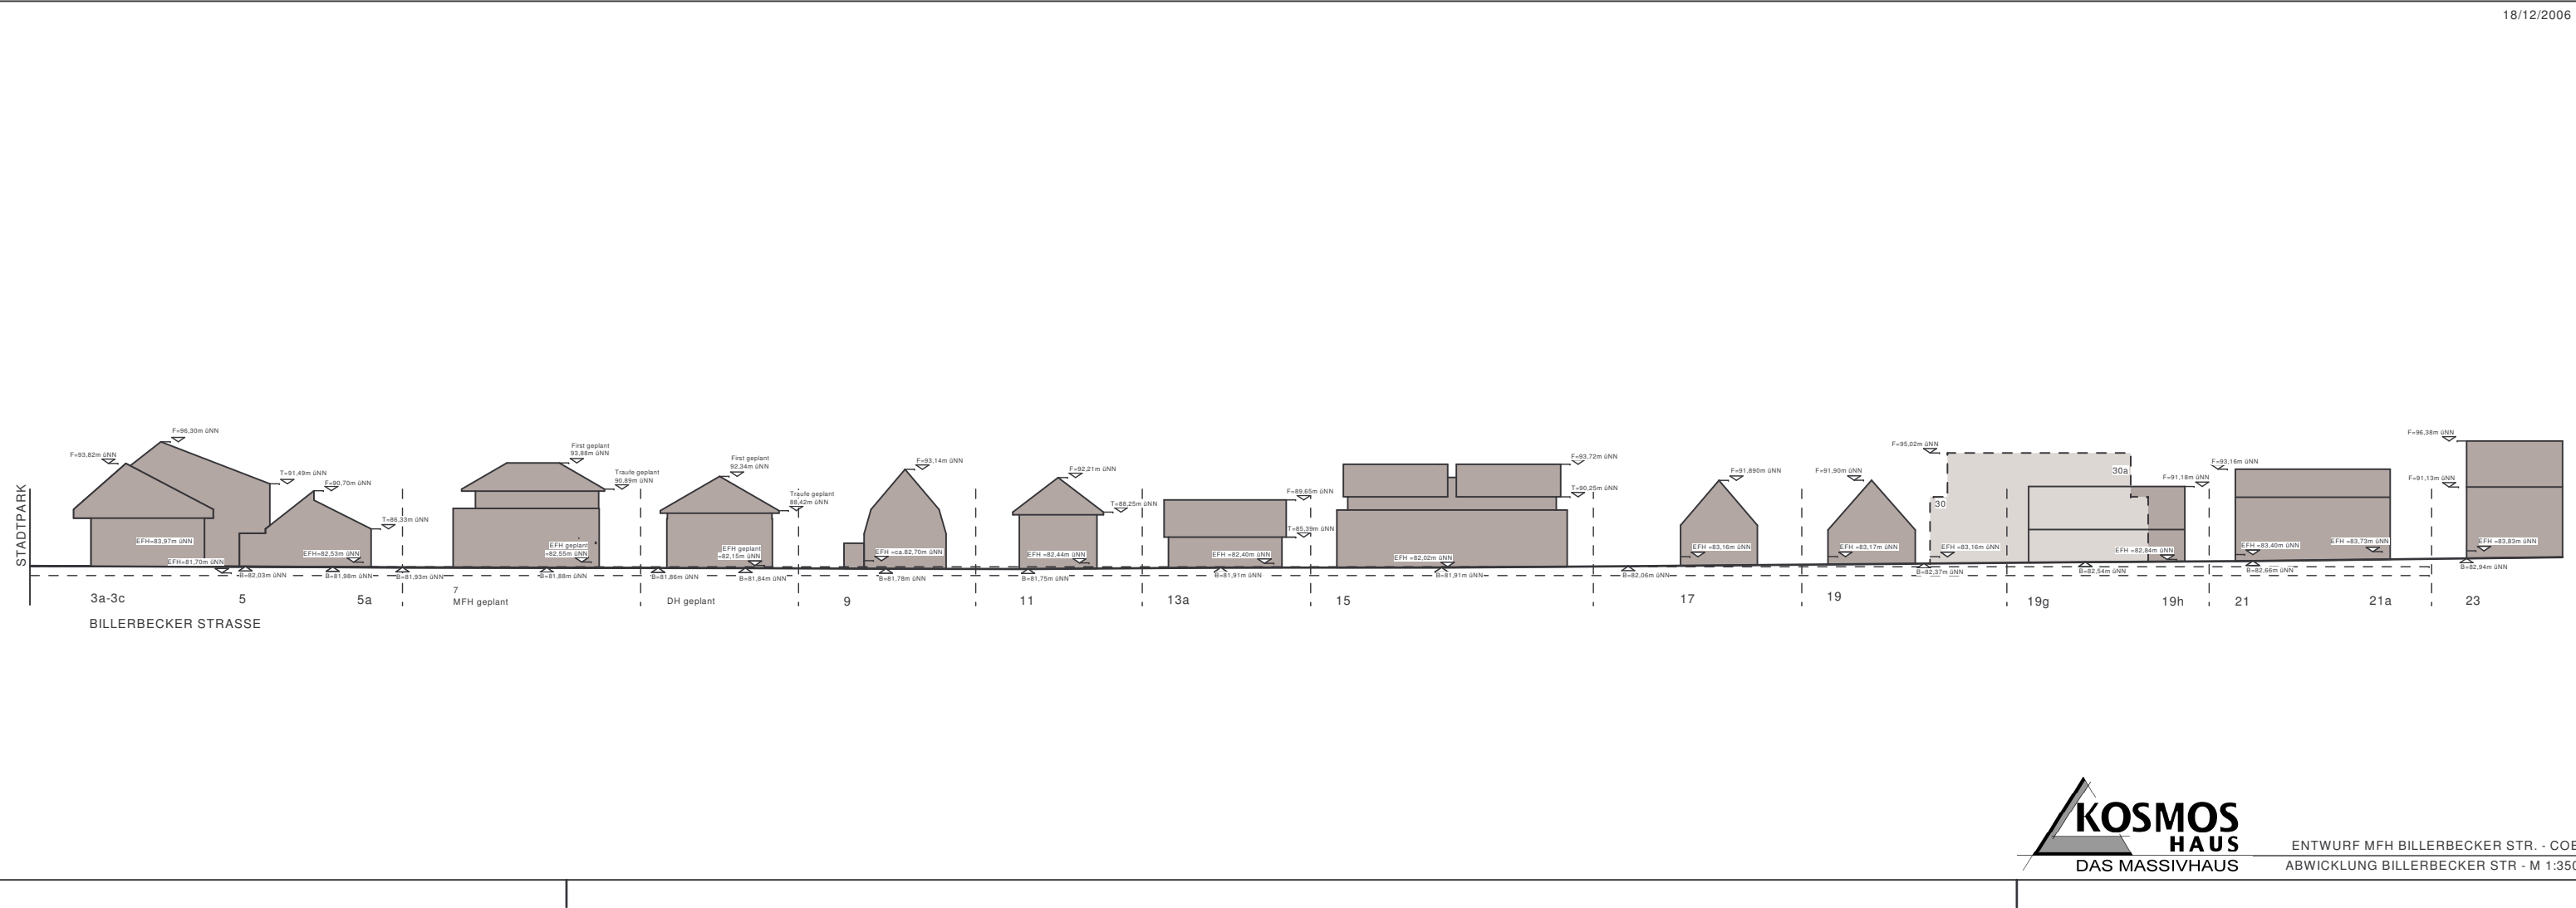 18/12/2006
STADTPARK
F=93,82m üNN
F=96,30m üNN
T=91,49m üNN
F=90,70m üNN
T=86,33m üNN
EFH=83,97m üNN
EFH=81,70m üNN
EFH=82,53m üNN
B=82,03m üNN
B=81,98m üNN
B=81,93m üNN
First geplant
93,88m üNN
Traufe geplant
90,89m üNN
EFH geplant
=82,55m üNN
B=81,88m üNN
First geplant
92,34m üNN
Traufe geplant
88,42m üNN
EFH geplant
=82,15m üNN
B=81,86m üNN
B=81,84m üNN
F=93,14m üNN
EFH =ca.82,70m üNN
B=81,78m üNN
F=92,21m üNN
T=88,25m üNN
EFH =82,44m üNN
B=81,75m üNN
F=89,65m üNN
T=85,39m üNN
EFH =82,40m üNN
B=81,91m üNN
F=93,72m üNN
T=90,25m üNN
EFH =82,02m üNN
B=81,91m üNN
B=82,06m üNN
F=91,890m üNN
EFH =83,16m üNN
F=91,90m üNN
EFH =83,17m üNN
F=95,02m üNN
30
30a
EFH =83,16m üNN
B=82,37m üNN
F=91,18m üNN
EFH =82,84m üNN
B=82,54m üNN
F=93,16m üNN
EFH =83,40m üNN
EFH =83,73m üNN
B=82,66m üNN
F=96,38m üNN
F=91,13m üNN
EFH =83,83m üNN
B=82,94m üNN
3a-3c
5
5a
7
MFH geplant
DH geplant
9
11
13a
15
17
19
19g
19h
21
21a
23
BILLERBECKER STRASSE
KOSMOS
HAUS
DAS MASSIVHAUS
ENTWURF MFH BILLERBECKER STR. - COE
ABWICKLUNG BILLERBECKER STR - M 1:350